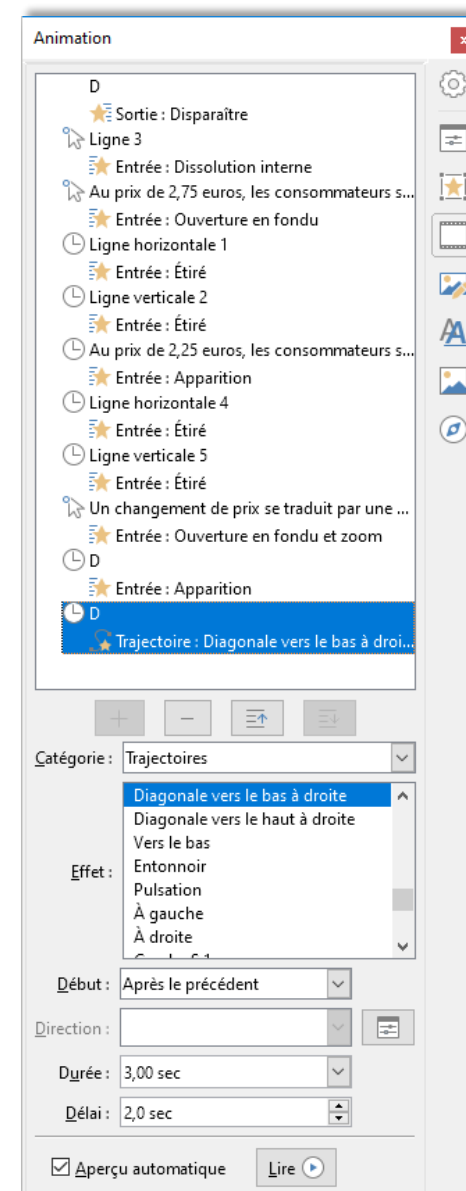 Animation
D
Sortie : Disparaître
Ligne 3
Entrée : Dissolution interne
Au prix de 2,75 euros, les consommateurs s...
Entrée : Ouverture en fondu
Ligne horizontale 1
Entrée : Étiré
Ligne verticale 2
Entrée : Étiré
Au prix de 2,25 euros, les consommateurs s...
Entrée : Apparition
Ligne horizontale 4
Entrée : Étiré
Ligne verticale 5
Entrée : Étiré
Un changement de prix se traduit par une ...
Entrée : Ouverture en fondu et zoom
D
Entrée : Apparition
D
Trajectoire : Diagonale vers le bas à droi...
Catégorie : Trajectoires
Diagonale vers le bas à droite
Diagonale vers le haut à droite
Vers le bas
Effet : Entonnoir
Pulsation
À gauche
À droite
Début : Après le précédent
Direction :
Durée : 3,00 sec
Délai : 2,0 sec
Aperçu automatique Lire